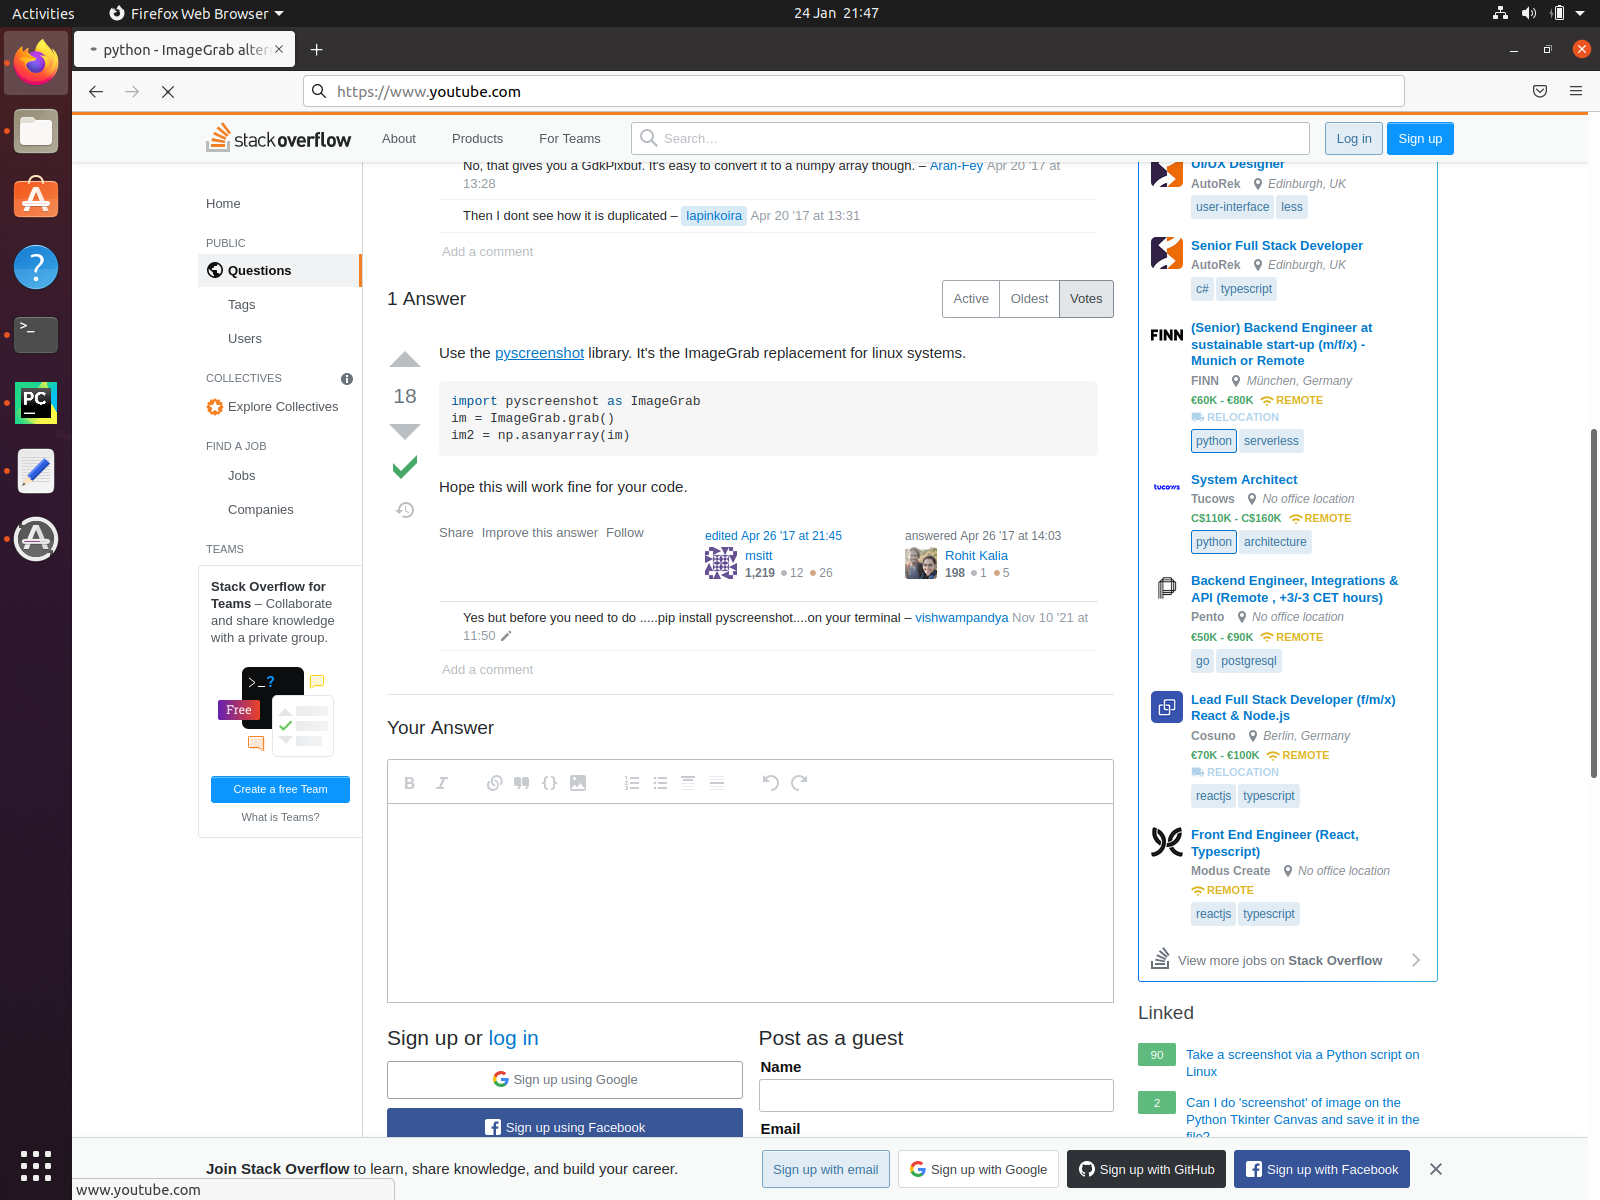 Activities
Firefox Web Browser
24 Jan 21:47
python - ImageGrab alter
https://www.youtube.com
stackoverflow
About
Products
For Teams
Search…
Log in
Sign up
Home
PUBLIC
Questions
Tags
Users
COLLECTIVES
Explore Collectives
FIND A JOB
Jobs
Companies
TEAMS
Stack Overflow for
Teams – Collaborate
and share knowledge
with a private group.
>_?
Free
Create a free Team
What is Teams?
No, that gives you a GdkPixbuf. It's easy to convert it to a numpy array though. – Aran-Fey Apr 20 '17 at
13:28
Then I dont see how it is duplicated – lapinkoira Apr 20 '17 at 13:31
Add a comment
1 Answer
Active
Oldest
Votes
18
Use the pyscreenshot library. It's the ImageGrab replacement for linux systems.
import pyscreenshot as ImageGrab
im = ImageGrab.grab()
im2 = np.asanyarray(im)
Hope this will work fine for your code.
Share Improve this answer Follow
edited Apr 26 '17 at 21:45
msitt
1,219 12 26
answered Apr 26 '17 at 14:03
Rohit Kalia
198 1 5
Yes but before you need to do .....pip install pyscreenshot....on your terminal – vishwampandya Nov 10 '21 at
11:50
Add a comment
Your Answer
Sign up or log in
Sign up using Google
Sign up using Facebook
Post as a guest
Name
Email
UI/UX Designer
AutoRek Edinburgh, UK
user-interface less
Senior Full Stack Developer
AutoRek Edinburgh, UK
c# typescript
FINN
(Senior) Backend Engineer at
sustainable start-up (m/f/x) -
Munich or Remote
FINN München, Germany
€60K - €80K REMOTE
RELOCATION
python serverless
tucows
System Architect
Tucows No office location
C$110K - C$160K REMOTE
python architecture
Backend Engineer, Integrations &
API (Remote , +3/-3 CET hours)
Pento No office location
€50K - €90K REMOTE
go postgresql
Lead Full Stack Developer (f/m/x)
React & Node.js
Cosuno Berlin, Germany
€70K - €100K REMOTE
RELOCATION
reactjs typescript
Front End Engineer (React,
Typescript)
Modus Create No office location
REMOTE
reactjs typescript
View more jobs on Stack Overflow
Linked
90 Take a screenshot via a Python script on
Linux
2 Can I do 'screenshot' of image on the
Python Tkinter Canvas and save it in the
file?
Join Stack Overflow to learn, share knowledge, and build your career.
Sign up with email
Sign up with Google
Sign up with GitHub
Sign up with Facebook
www.youtube.com